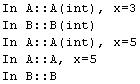 In A::A(int), x=3
In B::B(int)
In A::A(int), x=5
In A::A, x=5
In B::B